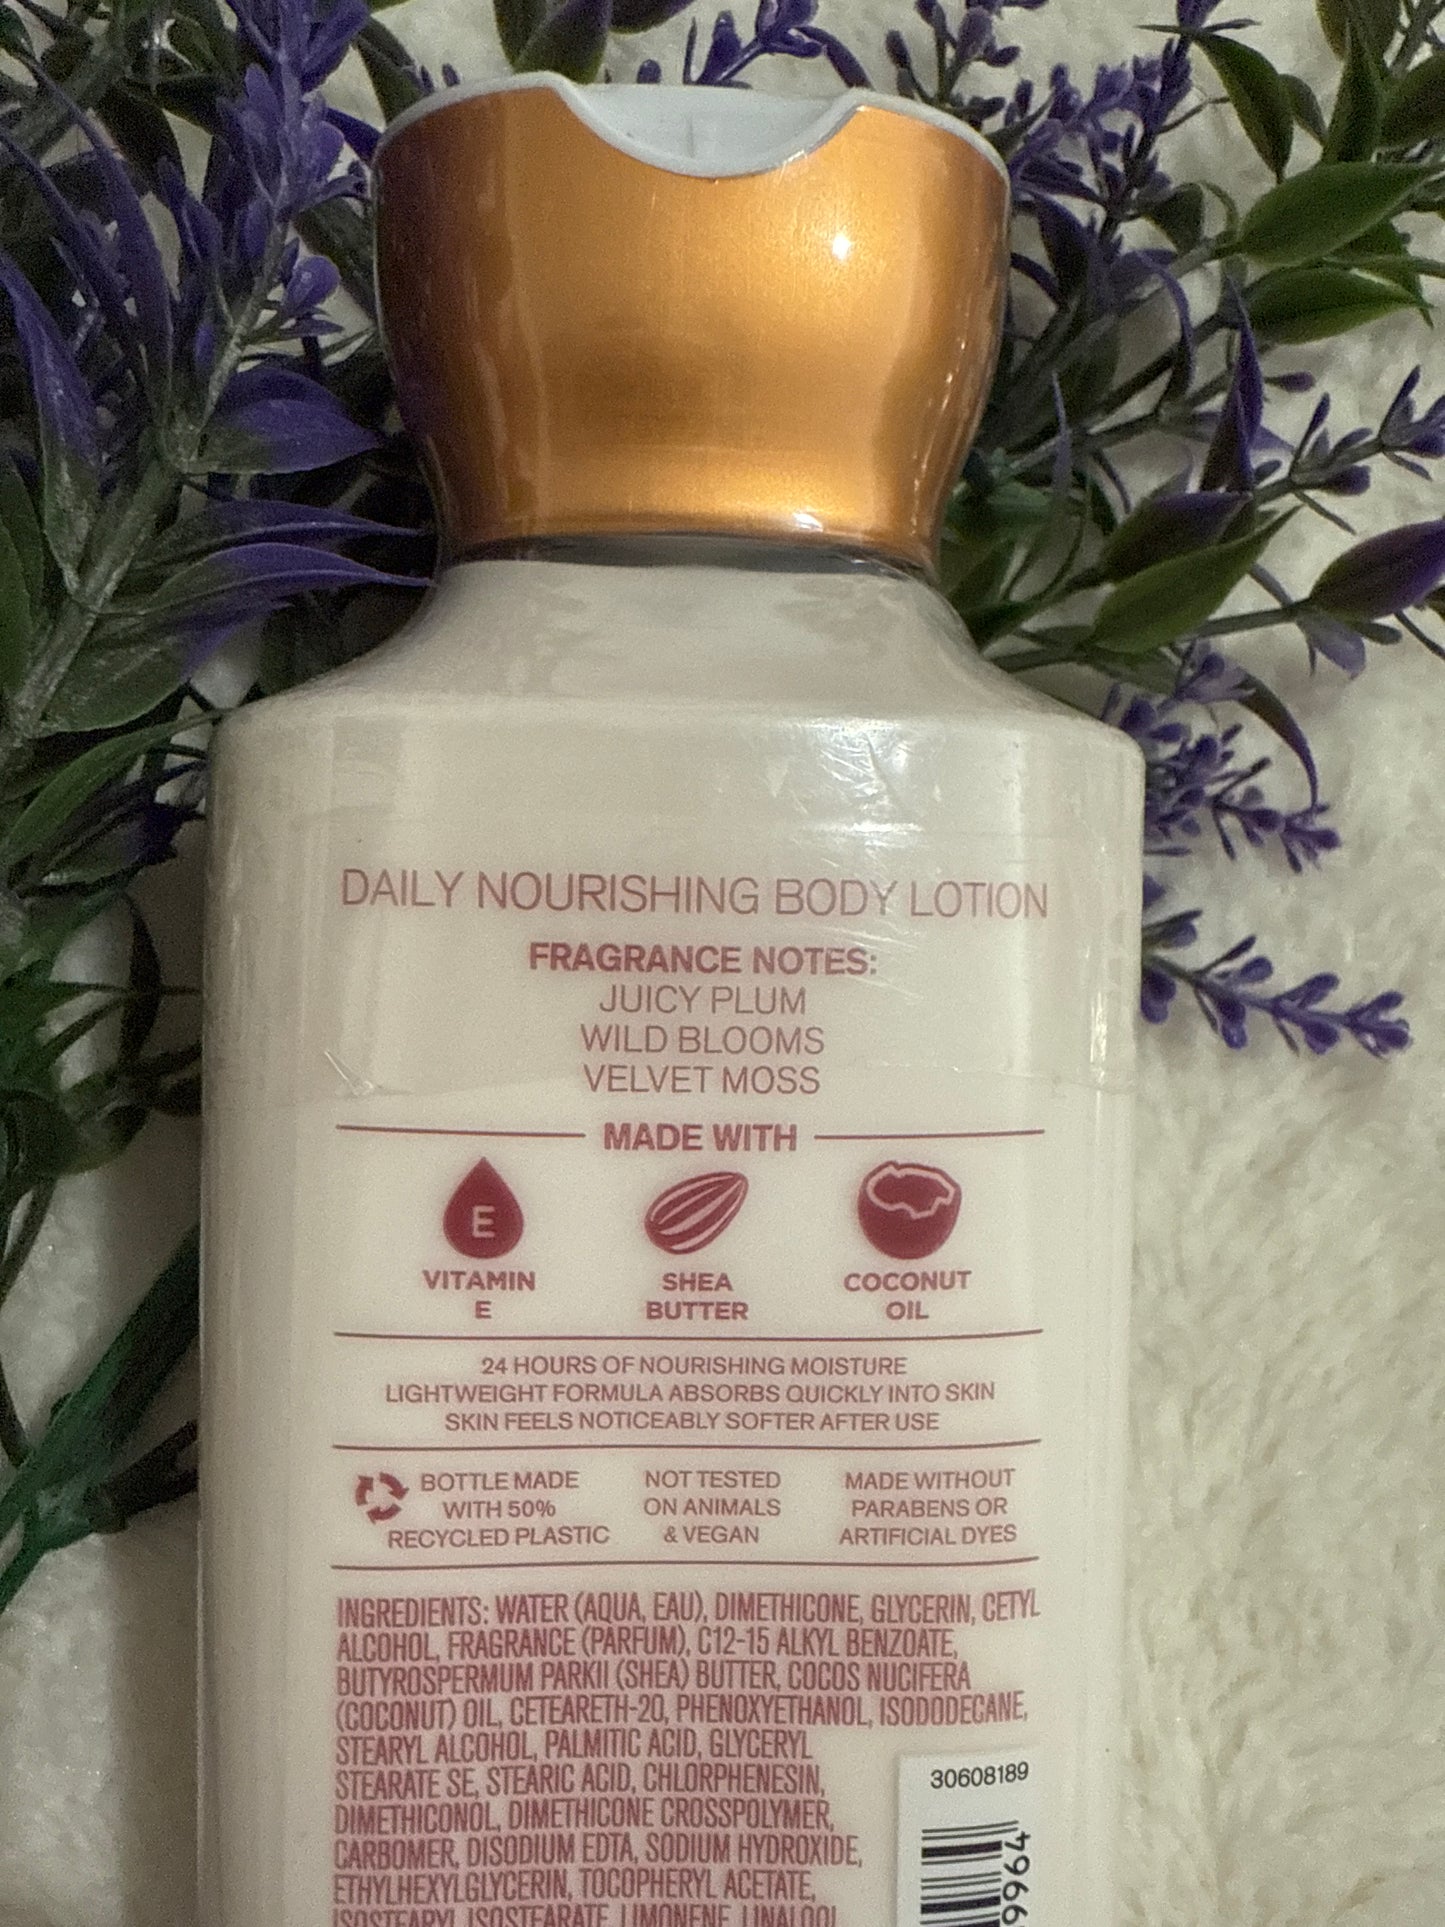 DAILY NOURISHING BODY LOTION
FRAGRANCE NOTES:
JUICY PLUM
WILD BLOOMS
VELVET MOSS
MADE WITH
E
VITAMIN
E
SHEA
BUTTER
COCONUT
OIL
24 HOURS OF NOURISHING MOISTURE
LIGHTWEIGHT FORMULA ABSORBS QUICKLY INTO SKIN
SKIN FEELS NOTICEABLY SOFTER AFTER USE
BOTTLE MADE
WITH 50%
RECYCLED PLASTIC
NOT TESTED
ON ANIMALS
& VEGAN
MADE WITHOUT
PARABENS OR
ARTIFICIAL DYES
INGREDIENTS: WATER (AQUA, EAU), DIMETHICONE, GLYCERIN, CETYL
ALCOHOL, FRAGRANCE (PARFUM), C12-15 ALKYL BENZOATE,
BUTYROSPERMUM PARKII (SHEA) BUTTER, COCOS NUCIFERA
(COCONUT) OIL, CETEARETH-20, PHENOXYETHANOL, ISODODECANE,
STEARYL ALCOHOL, PALMITIC ACID, GLYCERYL
STEARATE SE, STEARIC ACID, CHLORPHENESIN,
DIMETHICONOL, DIMETHICONE CROSSPOLYMER,
CARBOMER, DISODIUM EDTA, SODIUM HYDROXIDE,
ETHYLHEXYLGLYCERIN, TOCOPHERYL ACETATE,
ISOSTEARYL ISOSTEARATE, LIMONENE, LINALOOL
30608189